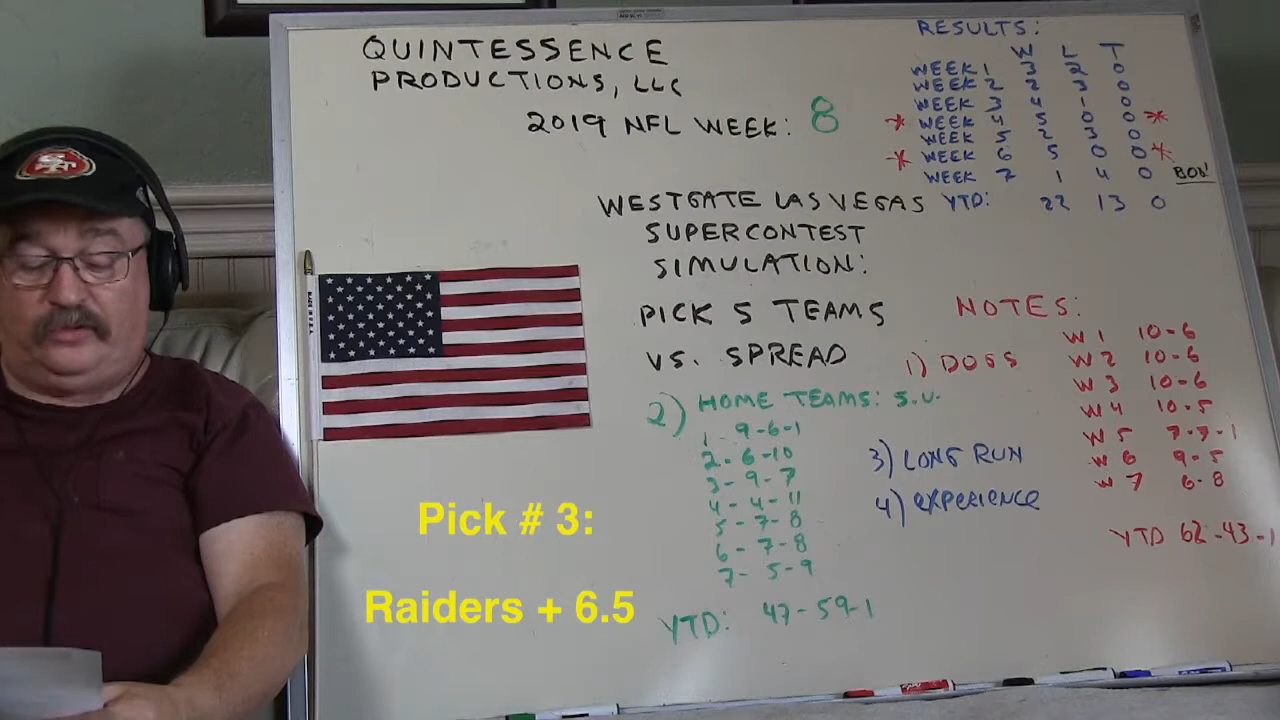 QUINTESSENCE
PRODUCTIONS, LLC
2019 NFL WEEK: 8
RESULTS:
W L T
WEEK 1 3 2 0
WEEK 2 2 3 0
WEEK 3 4 1 0
* WEEK 4 5 0 0 *
WEEK 5 2 3 0
* WEEK 6 5 0 0 *
WEEK 7 1 4 0 BOO!
YTD: 22 13 0
WESTGATE LAS VEGAS
SUPERCONTEST
SIMULATION:
PICK 5 TEAMS
VS. SPREAD
NOTES:
1) DOGS
W 1 10-6
W 2 10-6
W 3 10-6
W 4 10-5
W 5 7-7-1
W 6 9-5
W 7 6-8
YTD 62-43-1
2) HOME TEAMS: S.U.
1 9-6-1
2- 6-10
3- 9-7
4- 4-11
5- 7-8
6- 7-8
7- 5-9
YTD: 47-59-1
3) LONG RUN
4) EXPERIENCE
SF
Pick # 3:
Raiders + 6.5